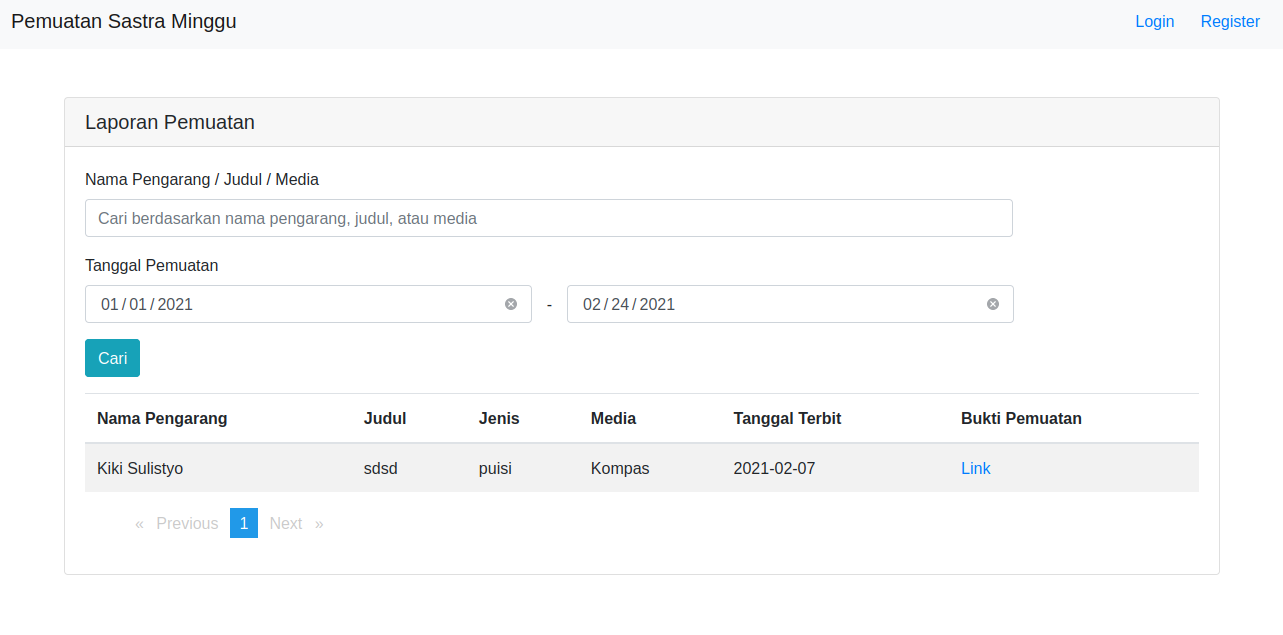 Pemuatan Sastra Minggu Login Register
Laporan Pemuatan
Nama Pengarang / Judul / Media
Cari berdasarkan nama pengarang, judul, atau media
Tanggal Pemuatan
01/01/2021 - 02/24/2021
Cari
Nama Pengarang Judul Jenis Media Tanggal Terbit Bukti Pemuatan
Kiki Sulistyo sdsd puisi Kompas 2021-02-07 Link
« Previous 1 Next »